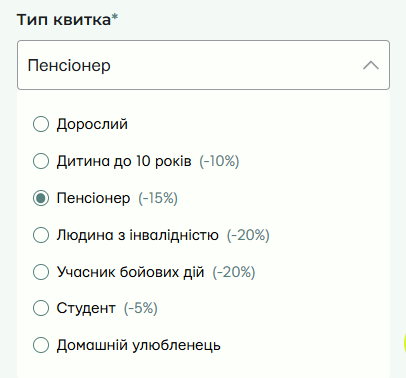 Тип квитка*
Пенсіонер
Дорослий
Дитина до 10 років (-10%)
Пенсіонер (-15%)
Людина з інвалідністю (-20%)
Учасник бойових дій (-20%)
Студент (-5%)
Домашній улюбленець